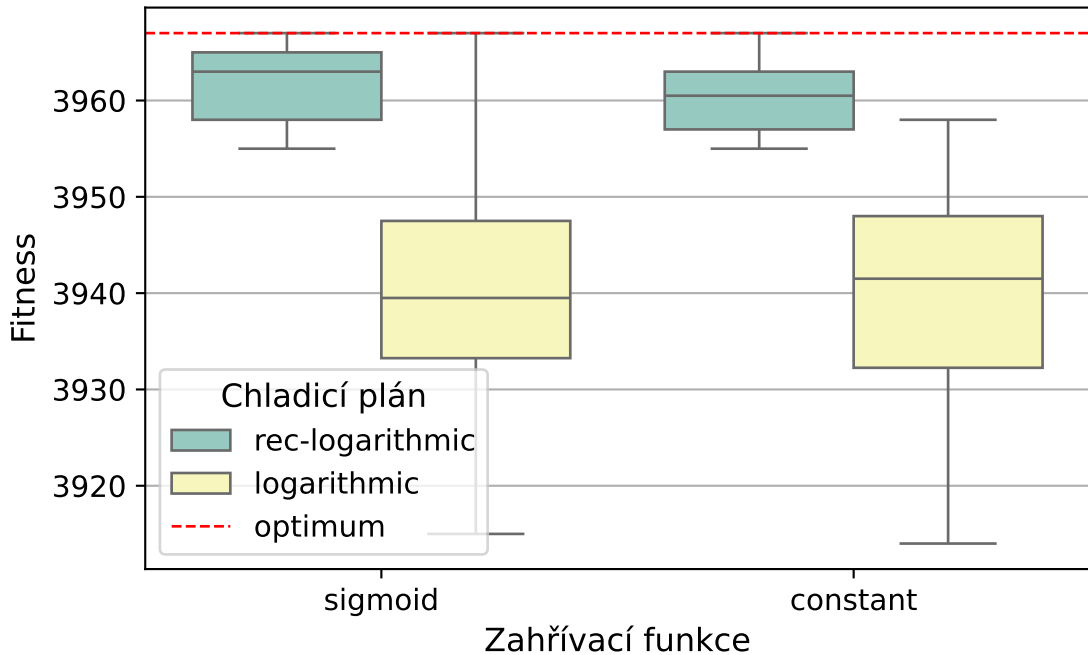 Fitness
3960
3950
3940
3930
3920
Chladicí plán
rec-logarithmic
logarithmic
optimum
sigmoid
constant
Zahřívací funkce